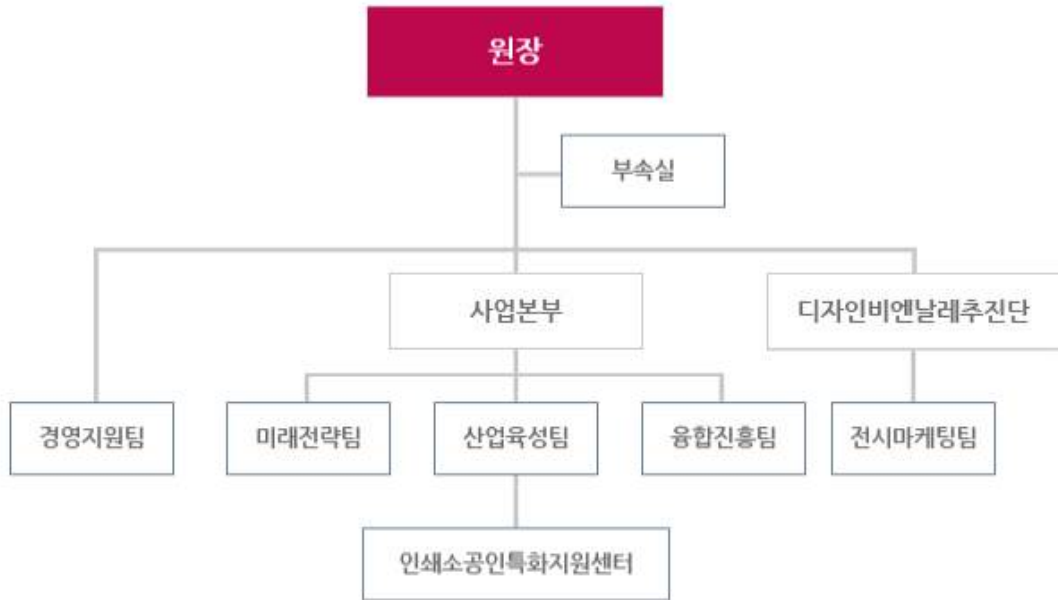 원장
부속실
사업본부
디자인비엔날레추진단
경영지원팀
미래전략팀
산업육성팀
융합진흥팀
전시마케팅팀
인쇄소공인특화지원센터